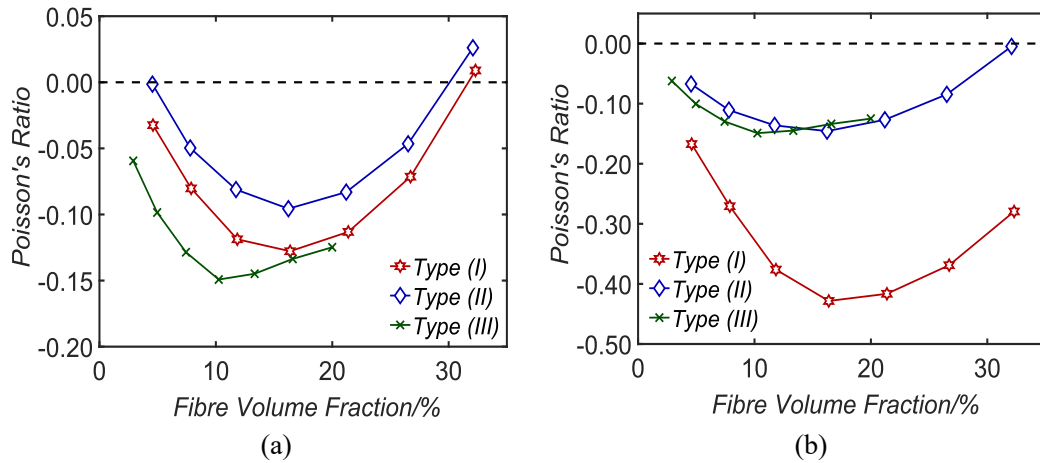 0.05
0.00
-0.05
-0.10
-0.15
-0.20
Poisson's Ratio
0
10
20
30
Fibre Volume Fraction/%
Type (I)
Type (II)
Type (III)
(a)
0.00
-0.10
-0.20
-0.30
-0.40
-0.50
Poisson's Ratio
0
10
20
30
Fibre Volume Fraction/%
Type (I)
Type (II)
Type (III)
(b)